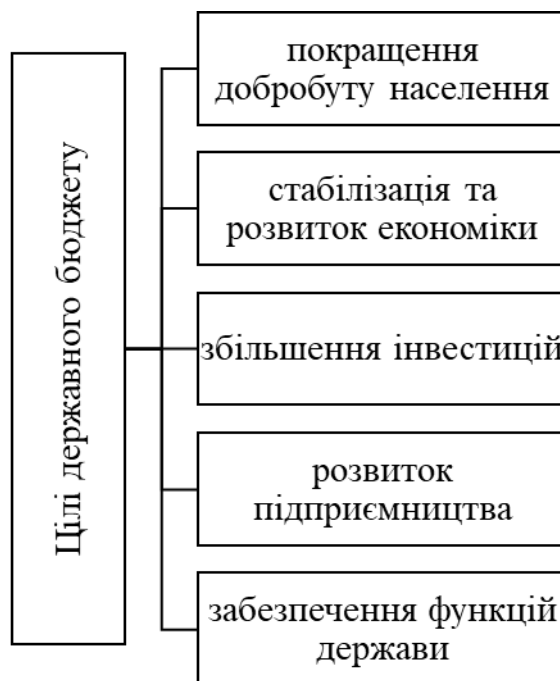 Цілі державного бюджету
покращення
добробуту населення
стабілізація та
розвиток економіки
збільшення інвестицій
розвиток
підприємництва
забезпечення функцій
держави